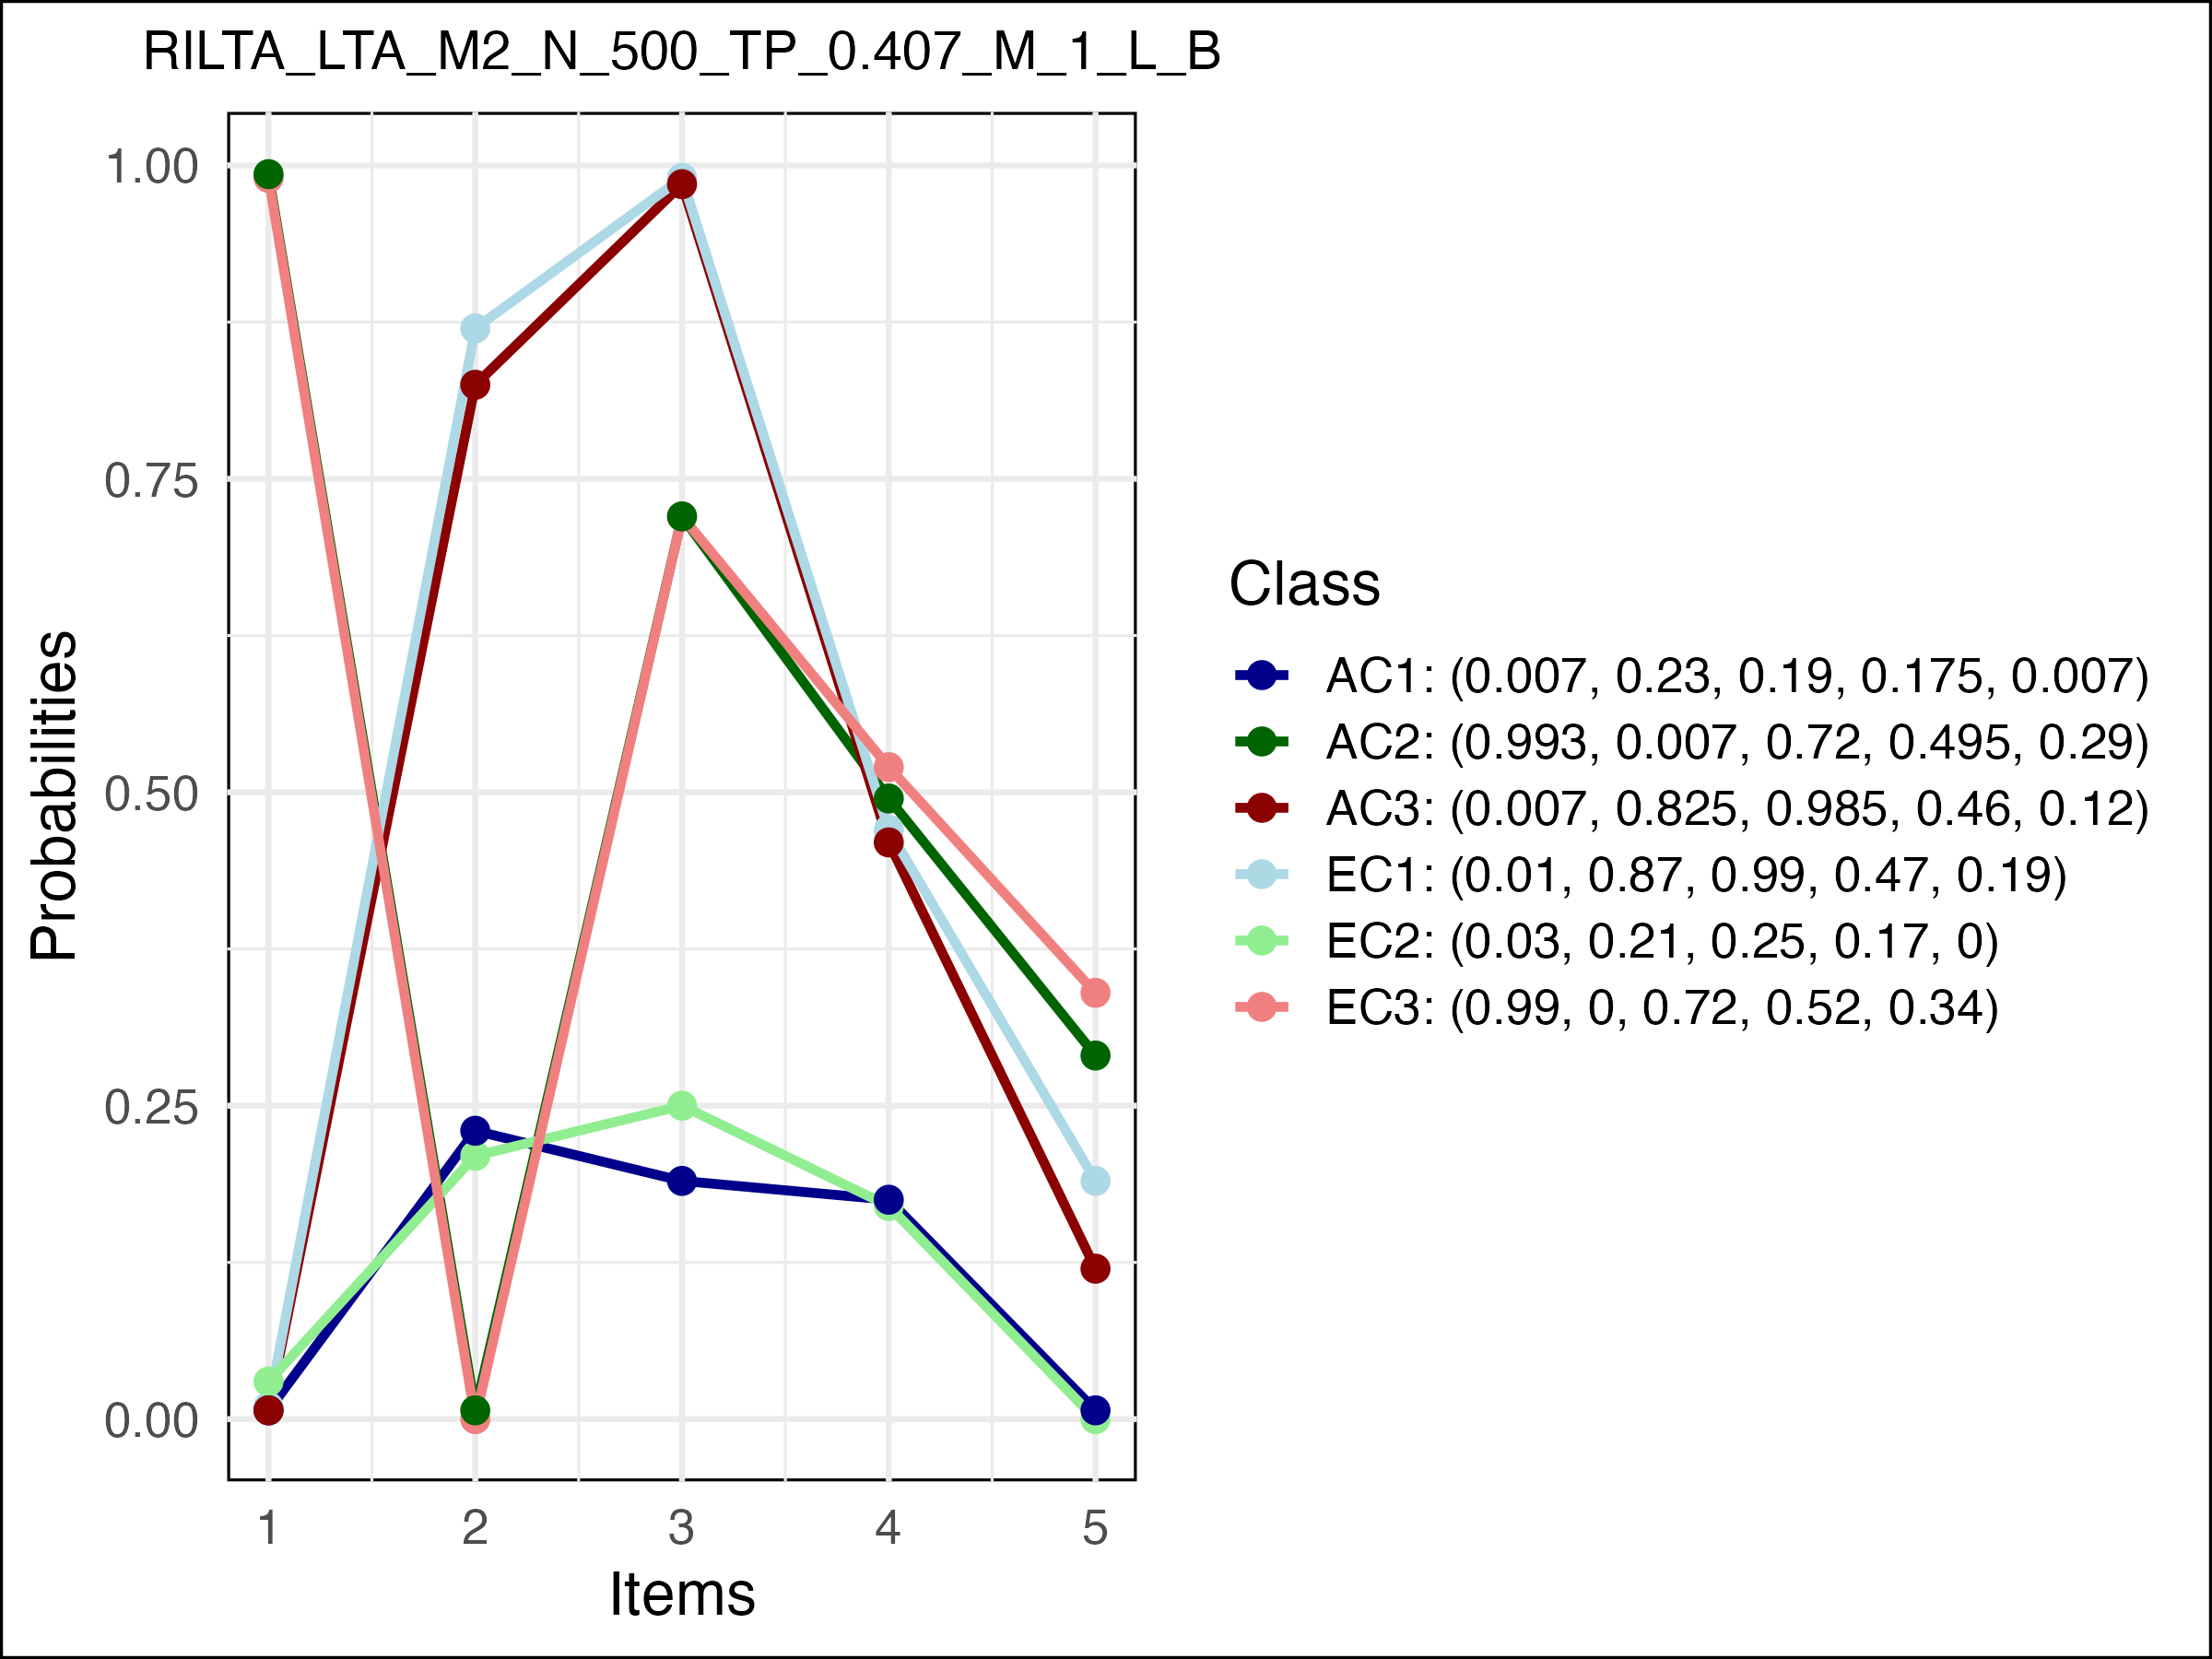 RILTA_LTA_M2_N_500_TP_0.407_M_1_L_B
1.00
0.75
0.50
0.25
0.00
Probabilities
1 2 3 4 5
Items
Class
AC1: (0.007, 0.23, 0.19, 0.175, 0.007)
AC2: (0.993, 0.007, 0.72, 0.495, 0.29)
AC3: (0.007, 0.825, 0.985, 0.46, 0.12)
EC1: (0.01, 0.87, 0.99, 0.47, 0.19)
EC2: (0.03, 0.21, 0.25, 0.17, 0)
EC3: (0.99, 0, 0.72, 0.52, 0.34)